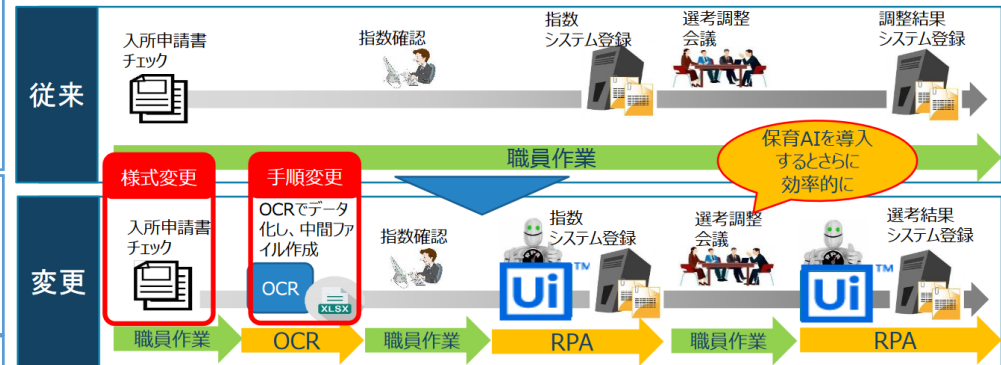 従来
入所申請書
チェック
指数確認
指数
システム登録
選考調整
会議
調整結果
システム登録
職員作業
保育AIを導入
するとさらに
効率的に
変更
様式変更
入所申請書
チェック
手順変更
OCRでデータ
化し、中間ファ
イル作成
OCR
XLSX
指数確認
指数
システム登録
Ui™
選考調整
会議
選考結果
システム登録
Ui™
職員作業
OCR
職員作業
RPA
職員作業
RPA